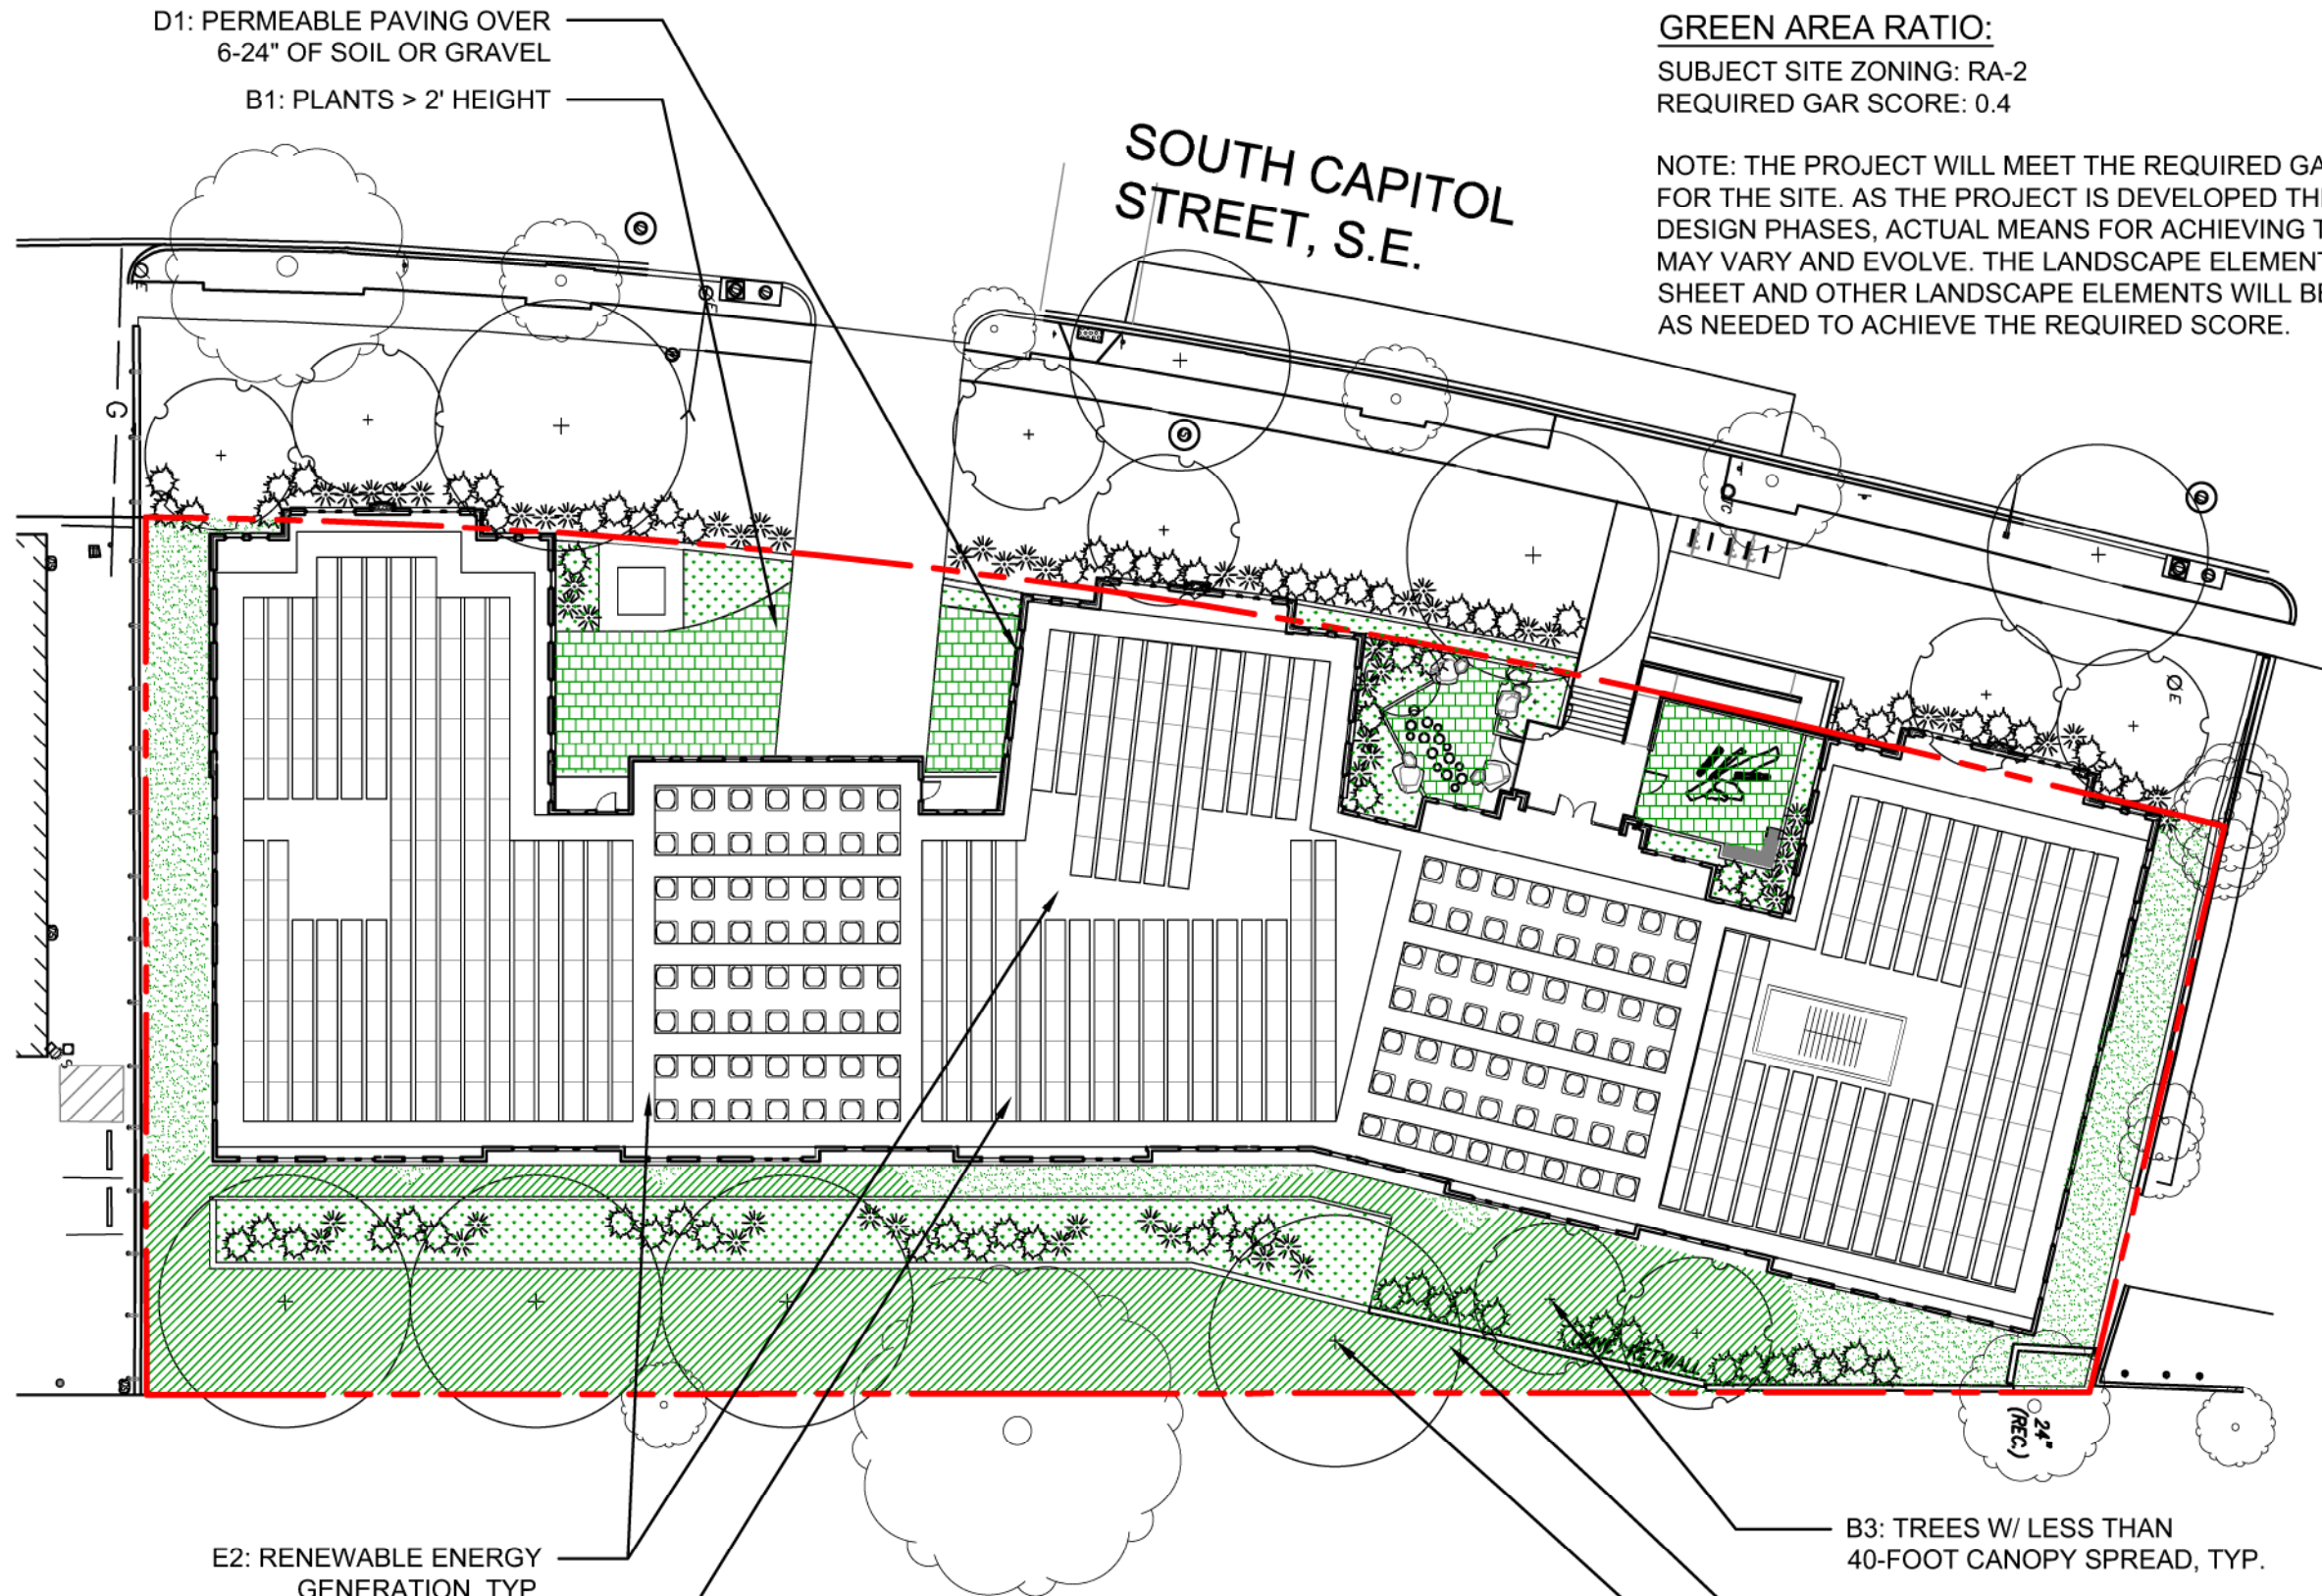 D1: PERMEABLE PAVING OVER
6-24" OF SOIL OR GRAVEL
B1: PLANTS > 2' HEIGHT
GREEN AREA RATIO:
SUBJECT SITE ZONING: RA-2
REQUIRED GAR SCORE: 0.4
NOTE: THE PROJECT WILL MEET THE REQUIRED GA
FOR THE SITE. AS THE PROJECT IS DEVELOPED TH
DESIGN PHASES, ACTUAL MEANS FOR ACHIEVING T
MAY VARY AND EVOLVE. THE LANDSCAPE ELEMENT
SHEET AND OTHER LANDSCAPE ELEMENTS WILL BE
AS NEEDED TO ACHIEVE THE REQUIRED SCORE.
SOUTH CAPITOL
STREET, S.E.
G
E
24"
(REC.)
E2: RENEWABLE ENERGY
GENERATION, TYP.
B3: TREES W/ LESS THAN
40-FOOT CANOPY SPREAD, TYP.